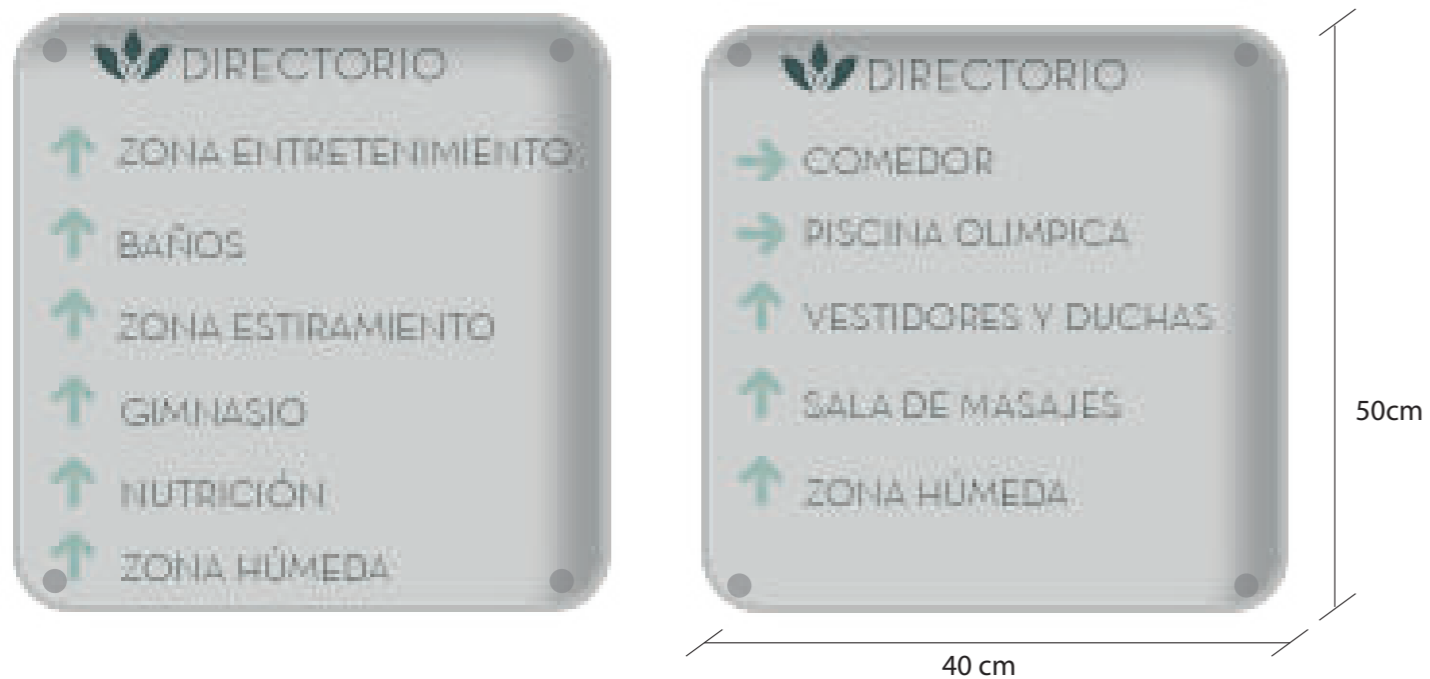 DIRECTORIO
ZONA ENTRETENIMIENTO
BAÑOS
ZONA ESTIRAMIENTO
GIMNASIO
NUTRICIÓN
ZONA HÚMEDA
DIRECTORIO
COMEDOR
PISCINA OLIMPICA
VESTIDORES Y DUCHAS
SALA DE MASAJES
ZONA HÚMEDA
50cm
40 cm